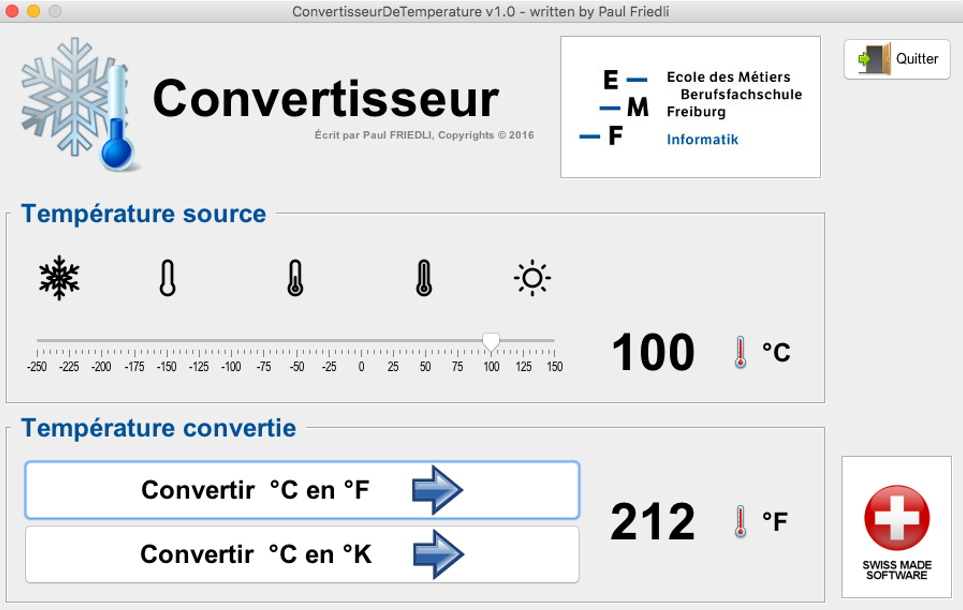 ConvertisseurDeTemperature v1.0 - written by Paul Friedli
Convertisseur
Écrit par Paul FRIEDLI, Copyrights © 2016
E
M
F
Ecole des Métiers
Berufsfachschule
Freiburg
Informatik
Quitter
Température source
-250 -225 -200 -175 -150 -125 -100 -75 -50 -25 0 25 50 75 100 125 150
100 °C
Température convertie
Convertir °C en °F
212 °F
Convertir °C en °K
SWISS MADE
SOFTWARE